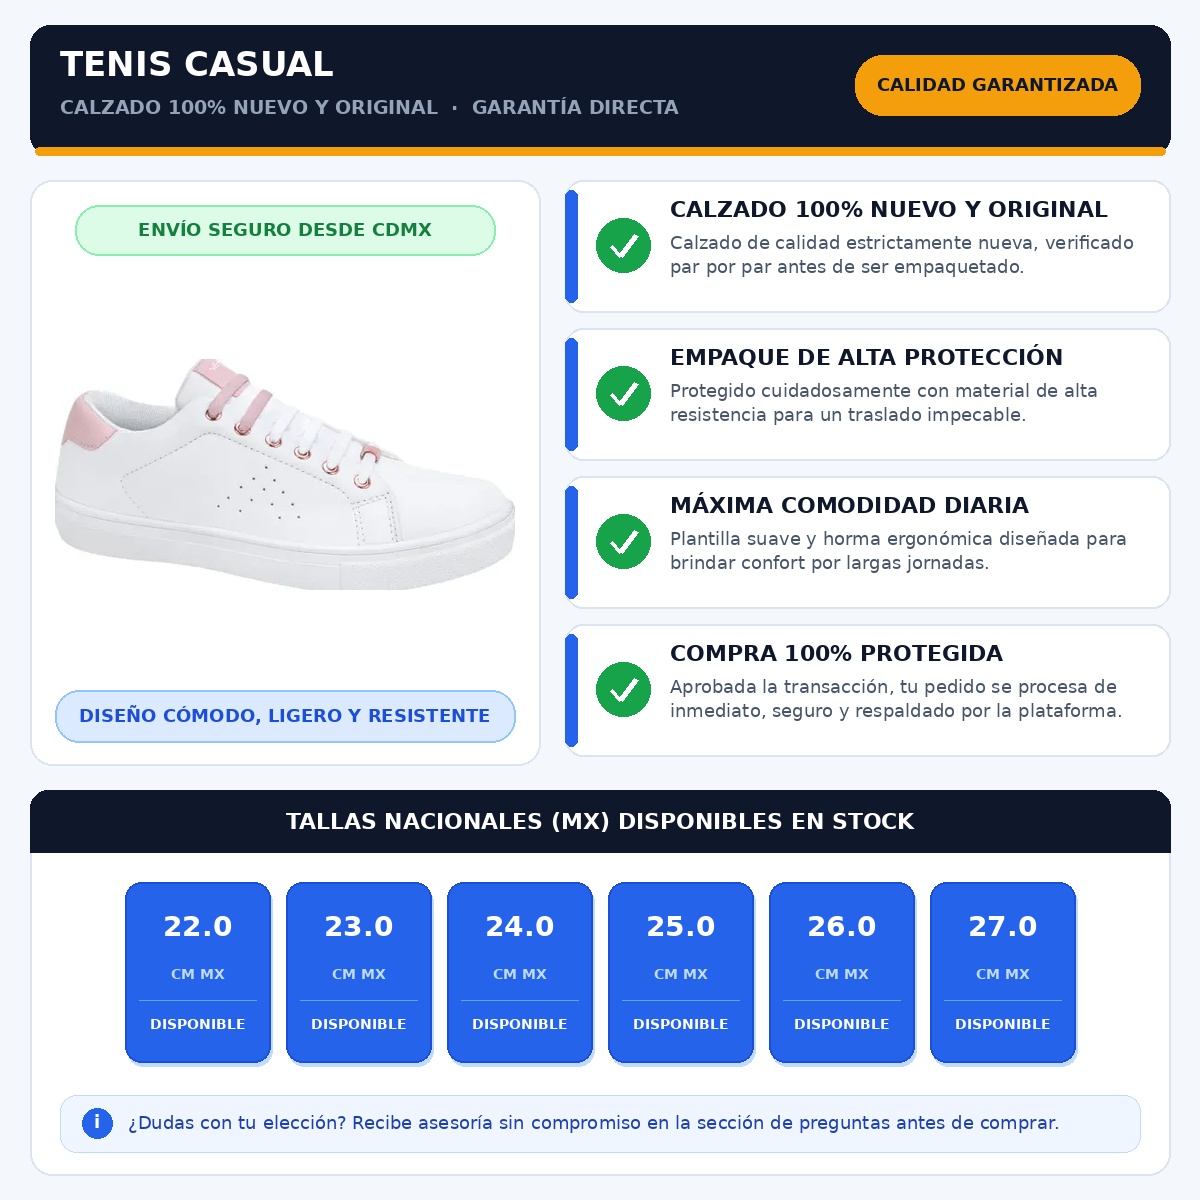 TENIS CASUAL
CALZADO 100% NUEVO Y ORIGINAL · GARANTÍA DIRECTA
CALIDAD GARANTIZADA
ENVÍO SEGURO DESDE CDMX
DISEÑO CÓMODO, LIGERO Y RESISTENTE
CALZADO 100% NUEVO Y ORIGINAL
Calzado de calidad estrictamente nueva, verificado
par por par antes de ser empaquetado.
EMPAQUE DE ALTA PROTECCIÓN
Protegido cuidadosamente con material de alta
resistencia para un traslado impecable.
MÁXIMA COMODIDAD DIARIA
Plantilla suave y horma ergonómica diseñada para
brindar confort por largas jornadas.
COMPRA 100% PROTEGIDA
Aprobada la transacción, tu pedido se procesa de
inmediato, seguro y respaldado por la plataforma.
TALLAS NACIONALES (MX) DISPONIBLES EN STOCK
22.0
CM MX
DISPONIBLE
23.0
CM MX
DISPONIBLE
24.0
CM MX
DISPONIBLE
25.0
CM MX
DISPONIBLE
26.0
CM MX
DISPONIBLE
27.0
CM MX
DISPONIBLE
i
¿Dudas con tu elección? Recibe asesoría sin compromiso en la sección de preguntas antes de comprar.